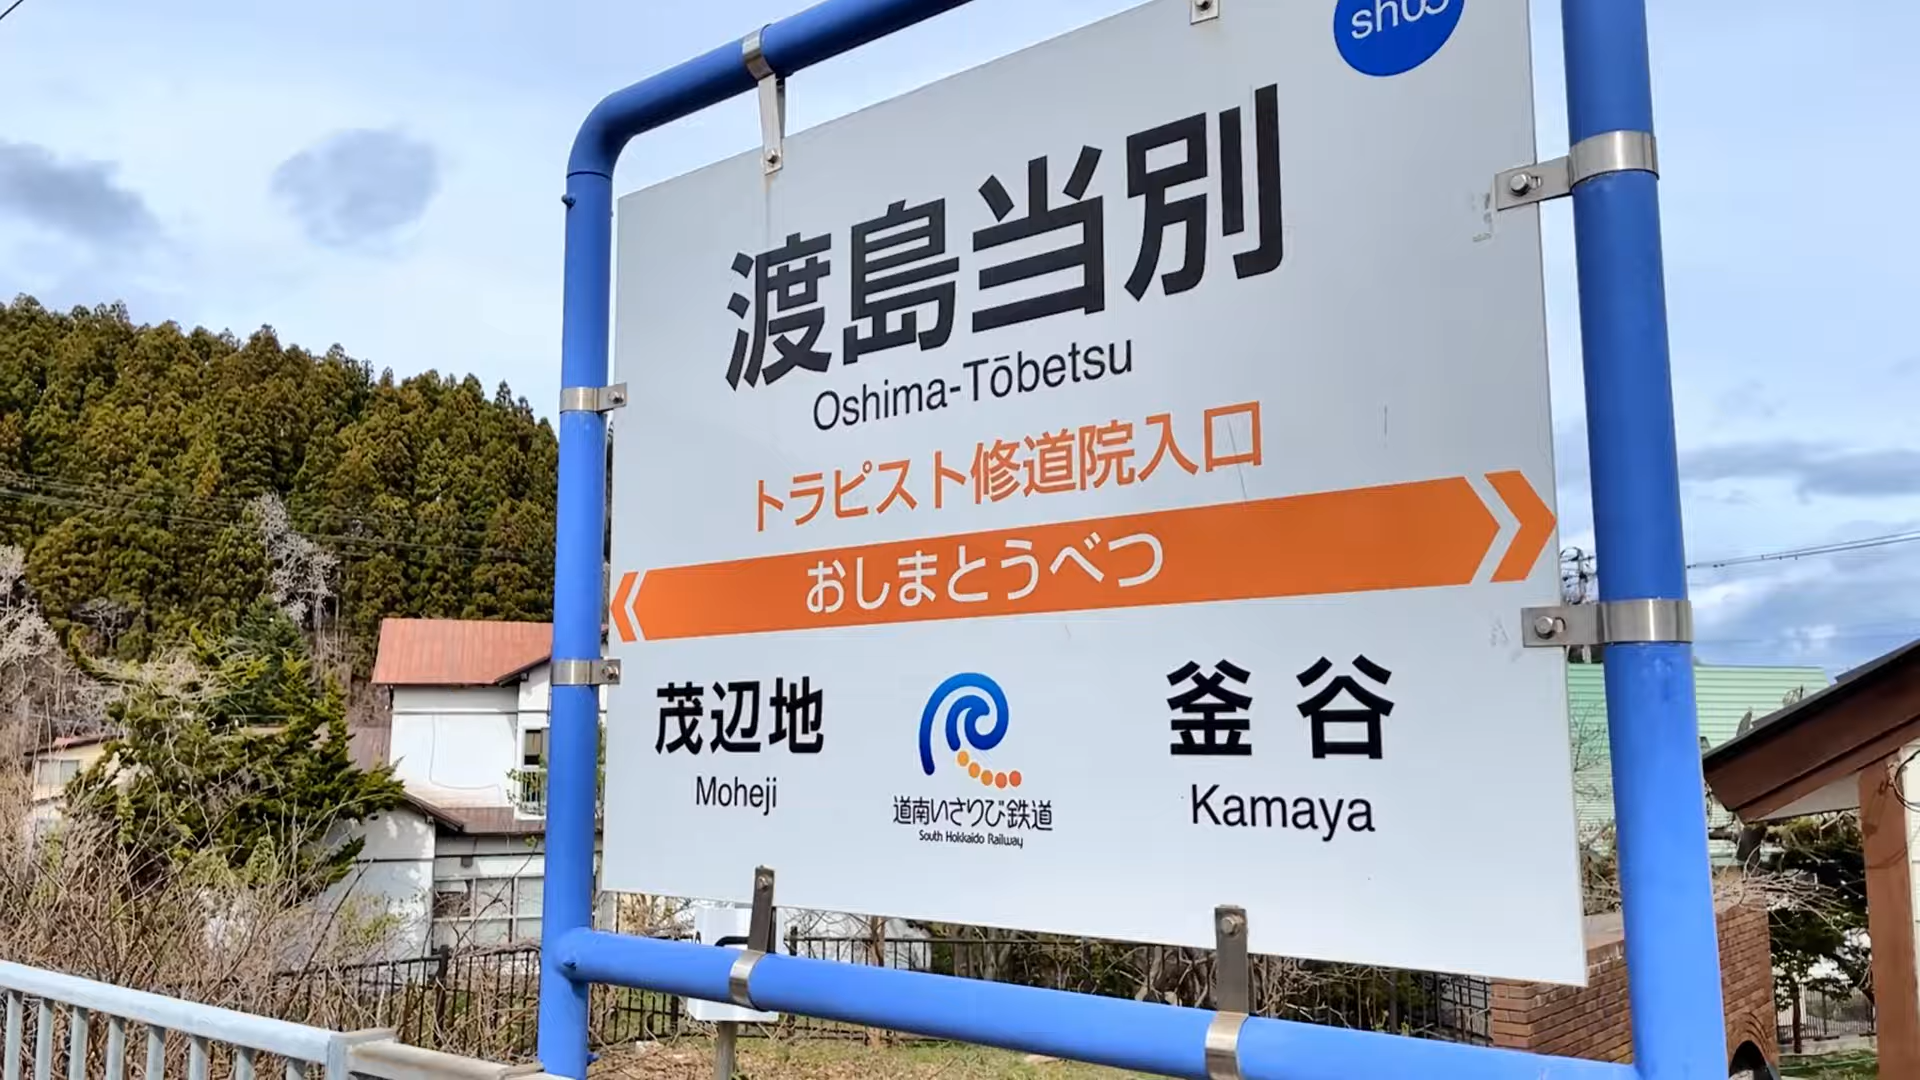 sh08
渡島当別
Oshima-Tōbetsu
トラピスト修道院入口
おしまとうべつ
茂辺地
Moheji
道南いさりび鉄道
South Hokkaido Railway
釜谷
Kamaya